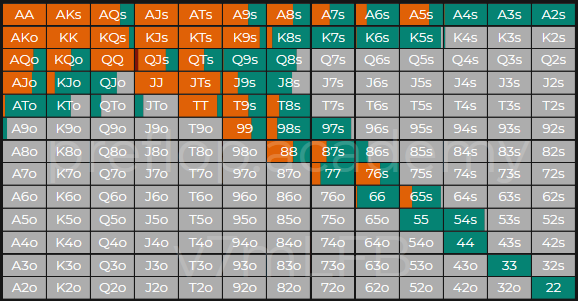 AA AKs AQs AJs ATs A9s A8s A7s A6s A5s A4s A3s A2s
AKo KK KQs KJs KTs K9s K8s K7s K6s K5s K4s K3s K2s
AQo KQo QQ QJs QTs Q9s Q8s Q7s Q6s Q5s Q4s Q3s Q2s
AJo KJo QJo JJ JTs J9s J8s J7s J6s J5s J4s J3s J2s
ATo KTo QTo JTo TT T9s T8s T7s T6s T5s T4s T3s T2s
A9o K9o Q9o J9o T9o 99 98s 97s 96s 95s 94s 93s 92s
A8o K8o Q8o J8o T8o 98o 88 87s 86s 85s 84s 83s 82s
preflop.academy
A7o K7o Q7o J7o T7o 97o 87o 77 76s 75s 74s 73s 72s
A6o K6o Q6o J6o T6o 96o 86o 76o 66 65s 64s 63s 62s
A5o K5o Q5o J5o T5o 95o 85o 75o 65o 55 54s 53s 52s
A4o K4o Q4o J4o T4o 94o 84o 74o 64o 54o 44 43s 42s
A3o K3o Q3o J3o T3o 93o 83o 73o 63o 53o 43o 33 32s
A2o K2o Q2o J2o T2o 92o 82o 72o 62o 52o 42o 32o 22